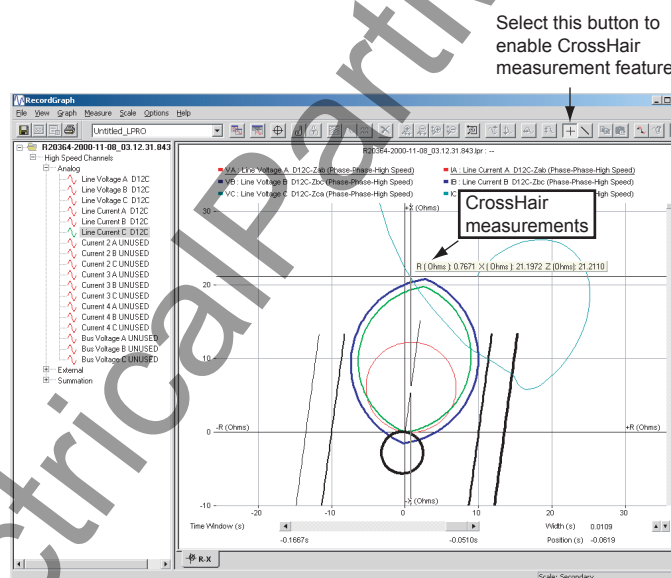 Select this button to
enable CrossHair
measurement feature
RecordGraph
File View Graph Measure Scale Options Help
Untitled_LPRO
R20364-2000-11-08_03.12.31.843
High Speed Channels
Analog
Line Voltage A D12C
Line Voltage B D12C
Line Voltage C D12C
Line Current A D12C
Line Current B D12C
Line Current C D12C
Current 2 A UNUSED
Current 2 B UNUSED
Current 2 C UNUSED
Current 3 A UNUSED
Current 3 B UNUSED
Current 3 C UNUSED
Current 4 A UNUSED
Current 4 B UNUSED
Current 4 C UNUSED
Bus Voltage A UNUSED
Bus Voltage B UNUSED
Bus Voltage C UNUSED
External
Summation
R20364-2000-11-08_03.12.31.843.lpr : --
VA : Line Voltage A D12C-Zab (Phase-Phase-High Speed) IA : Line Current A D12C-Zab (Phase-Phase-High Speed)
VB : Line Voltage B D12C-Zbc (Phase-Phase-High Speed) IB : Line Current B D12C-Zbc (Phase-Phase-High Speed)
VC : Line Voltage C D12C-Zca (Phase-Phase-High Speed) IC
CrossHair
measurements
30 +X (Ohms)
R ( Ohms ): 0.7671 X ( Ohms ): 21.1972 Z (Ohms): 21.2110
20
10
0 -R (Ohms) +R (Ohms)
-10 -X (Ohms)
-20 -10 0 10 20 30
Time Window (s) Width (s) 0.0109
-0.1667s -0.0510s Position (s) -0.0619
R-X
Scale: Secondary
ctricalPart